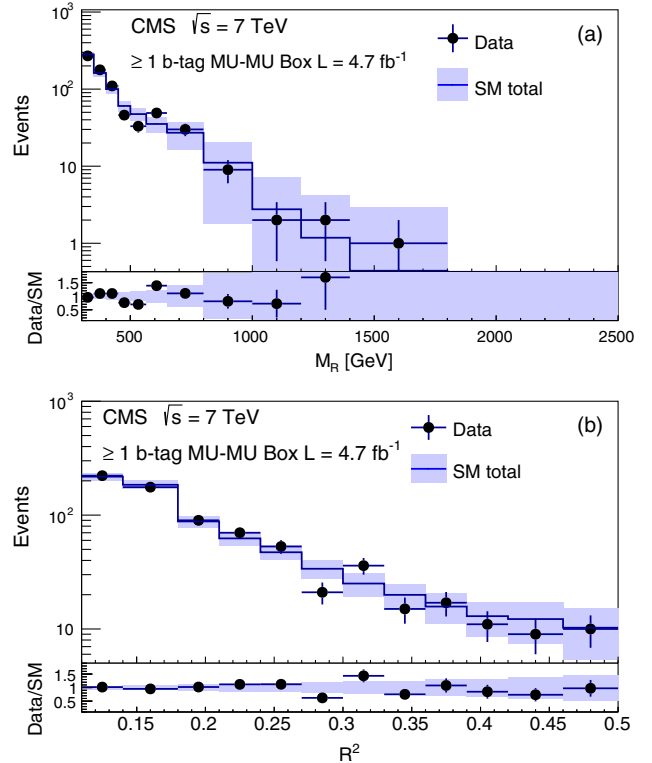 10³
CMS √s = 7 TeV
(a)
≥ 1 b-tag MU-MU Box L = 4.7 fb⁻¹
Data
SM total
10²
10
1
Events
1.5
1
0.5
Data/SM
500 1000 1500 2000 2500
M_R [GeV]
10³
CMS √s = 7 TeV
(b)
≥ 1 b-tag MU-MU Box L = 4.7 fb⁻¹
Data
SM total
10²
10
Events
1.5
1
0.5
Data/SM
0.15 0.2 0.25 0.3 0.35 0.4 0.45 0.5
R²